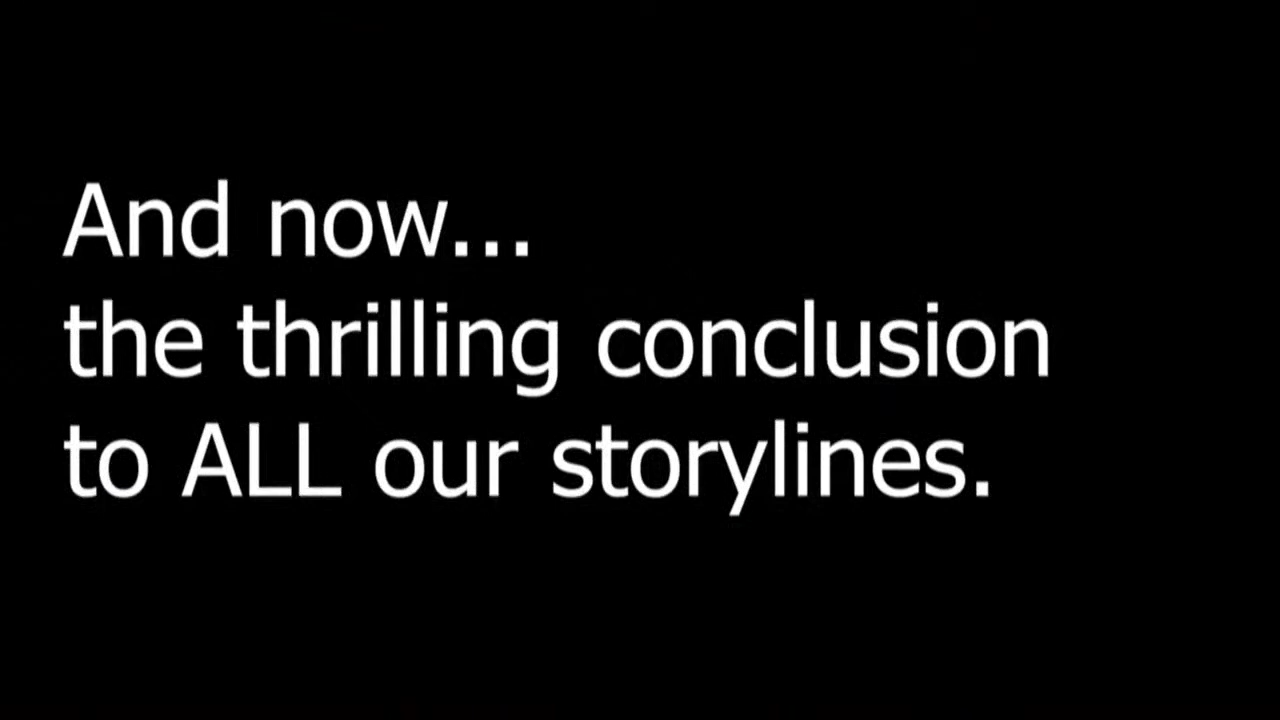 And now...
the thrilling conclusion
to ALL our storylines.